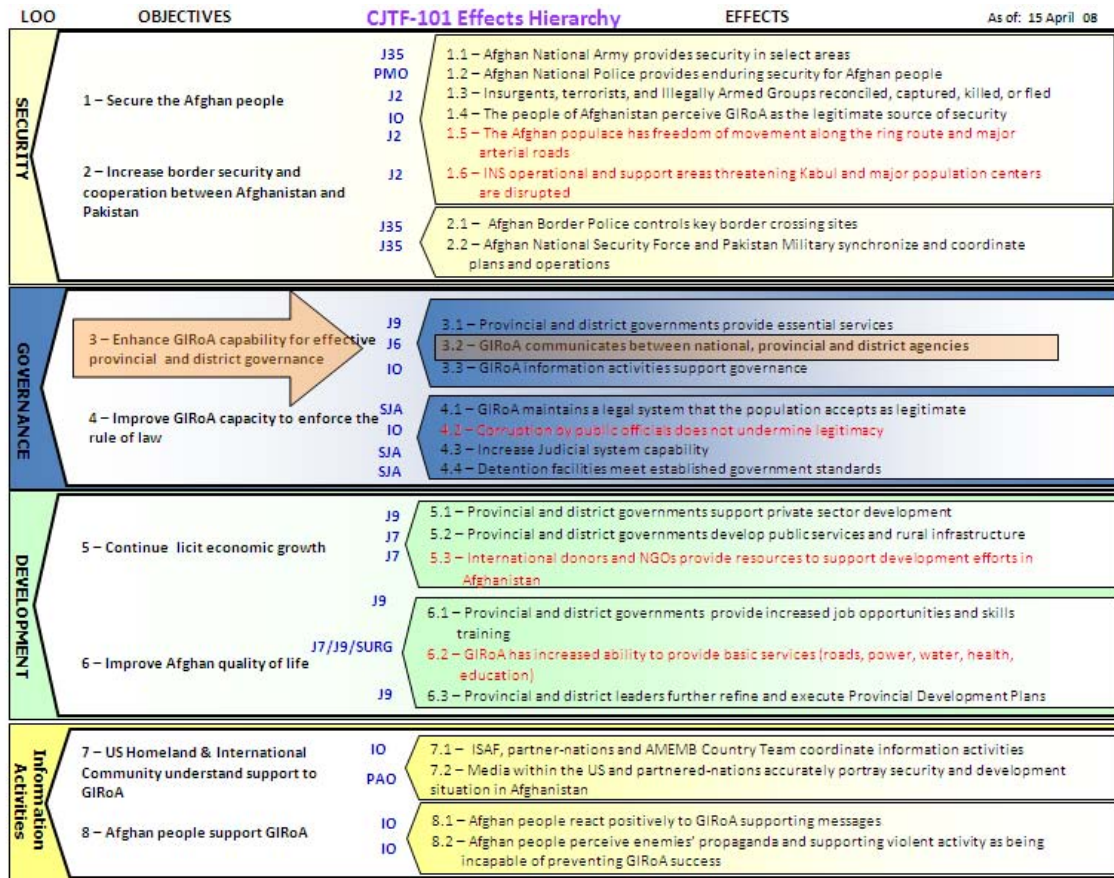 LOO OBJECTIVES CJTF-101 Effects Hierarchy EFFECTS As of: 15 April 08
SECURITY
1 – Secure the Afghan people
2 – Increase border security and
cooperation between Afghanistan and
Pakistan
J35
PMO
J2
IO
J2
J2
J35
J35
1.1 – Afghan National Army provides security in select areas
1.2 – Afghan National Police provides enduring security for Afghan people
1.3 – Insurgents, terrorists, and Illegally Armed Groups reconciled, captured, killed, or fled
1.4 – The people of Afghanistan perceive GIRoA as the legitimate source of security
1.5 – The Afghan populace has freedom of movement along the ring route and major
arterial roads
1.6 – INS operational and support areas threatening Kabul and major population centers
are disrupted
2.1 – Afghan Border Police controls key border crossing sites
2.2 – Afghan National Security Force and Pakistan Military synchronize and coordinate
plans and operations
GOVERNANCE
3 – Enhance GIRoA capability for effective
provincial and district governance
4 – Improve GIRoA capacity to enforce the
rule of law
J9
J6
IO
SJA
IO
SJA
SJA
3.1 – Provincial and district governments provide essential services
3.2 – GIRoA communicates between national, provincial and district agencies
3.3 – GIRoA information activities support governance
4.1 – GIRoA maintains a legal system that the population accepts as legitimate
4.2 – Corruption by public officials does not undermine legitimacy
4.3 – Increase Judicial system capability
4.4 – Detention facilities meet established government standards
DEVELOPMENT
5 – Continue licit economic growth
6 – Improve Afghan quality of life
J9
J7
J7
J9
J7/J9/SURG
J9
5.1 – Provincial and district governments support private sector development
5.2 – Provincial and district governments develop public services and rural infrastructure
5.3 – International donors and NGOs provide resources to support development efforts in
Afghanistan
6.1 – Provincial and district governments provide increased job opportunities and skills
training
6.2 – GIRoA has increased ability to provide basic services (roads, power, water, health,
education)
6.3 – Provincial and district leaders further refine and execute Provincial Development Plans
Information
Activities
7 – US Homeland & International
Community understand support to
GIRoA
8 – Afghan people support GIRoA
IO
PAO
IO
IO
7.1 – ISAF, partner-nations and AMEMB Country Team coordinate information activities
7.2 – Media within the US and partnered-nations accurately portray security and development
situation in Afghanistan
8.1 – Afghan people react positively to GIRoA supporting messages
8.2 – Afghan people perceive enemies' propaganda and supporting violent activity as being
incapable of preventing GIRoA success